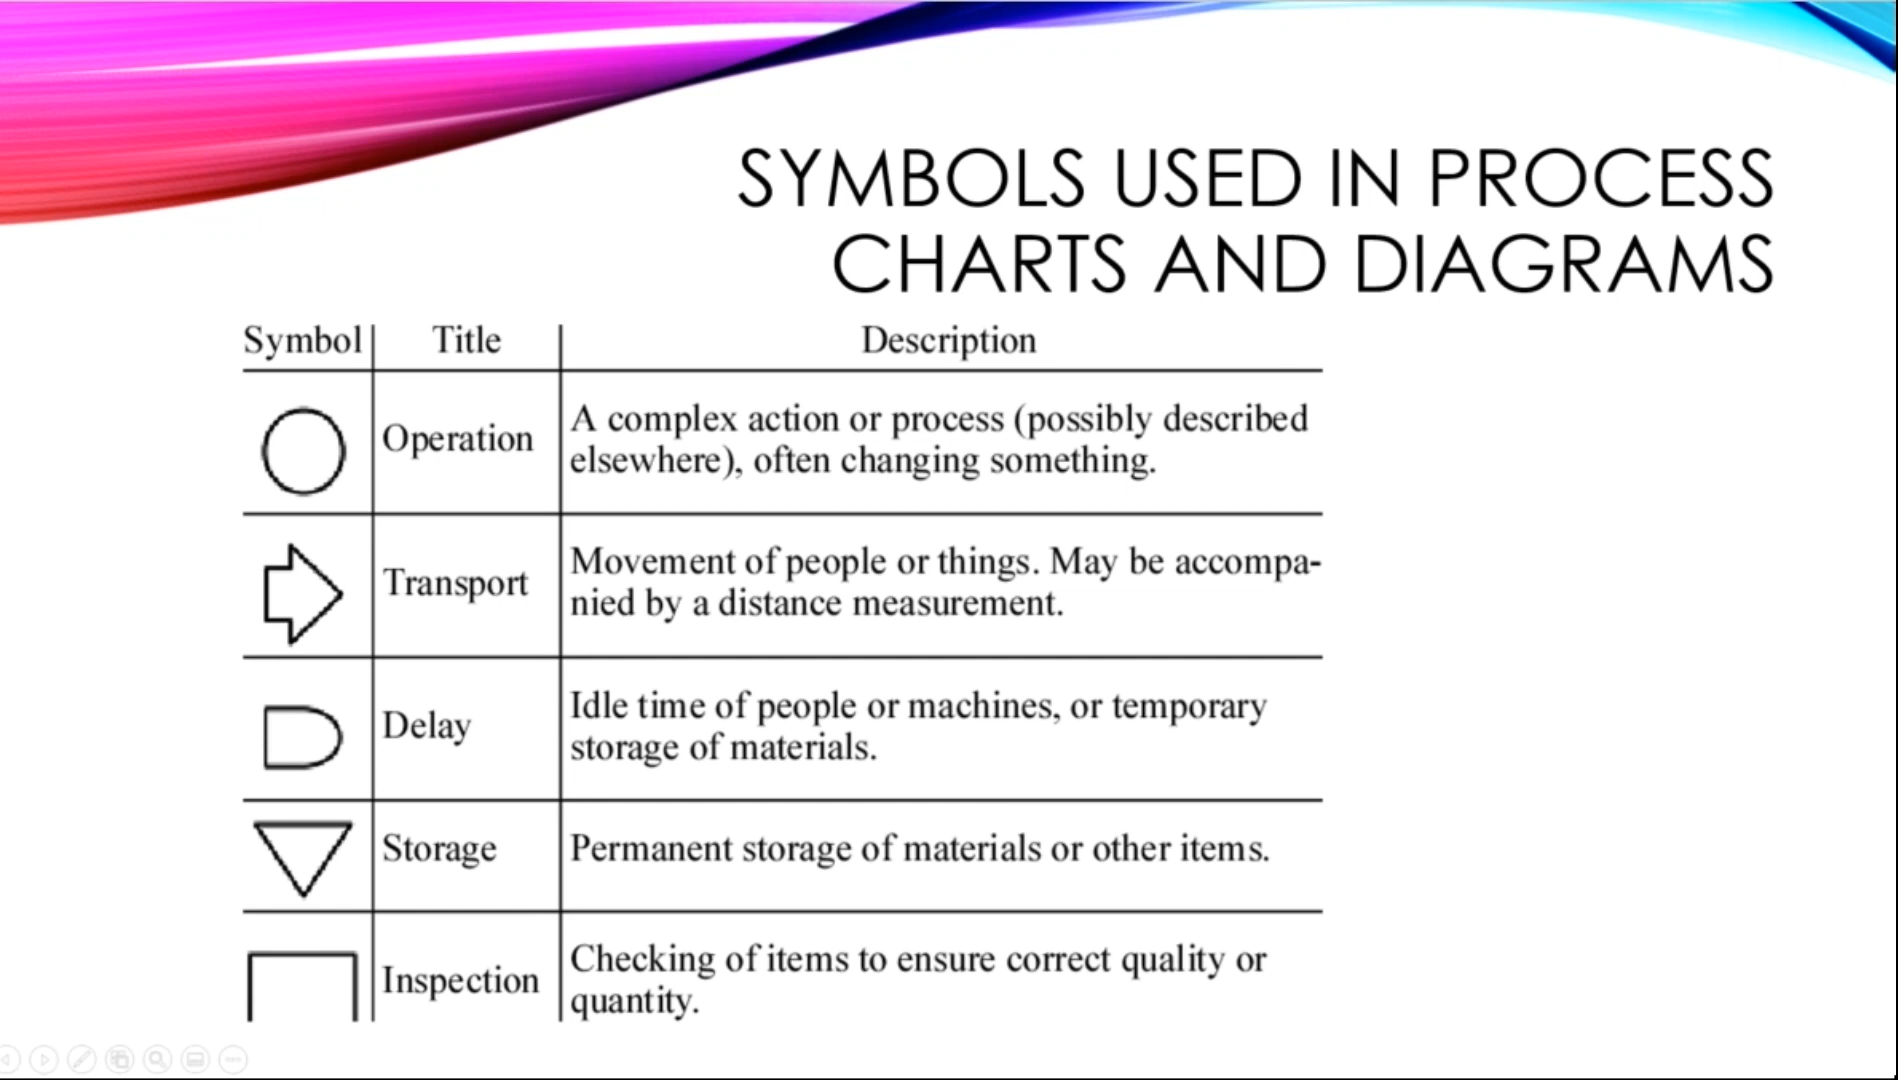 SYMBOLS USED IN PROCESS
CHARTS AND DIAGRAMS
Symbol Title Description
Operation
A complex action or process (possibly described
elsewhere), often changing something.
Transport
Movement of people or things. May be accompa-
nied by a distance measurement.
Delay
Idle time of people or machines, or temporary
storage of materials.
Storage
Permanent storage of materials or other items.
Inspection
Checking of items to ensure correct quality or
quantity.